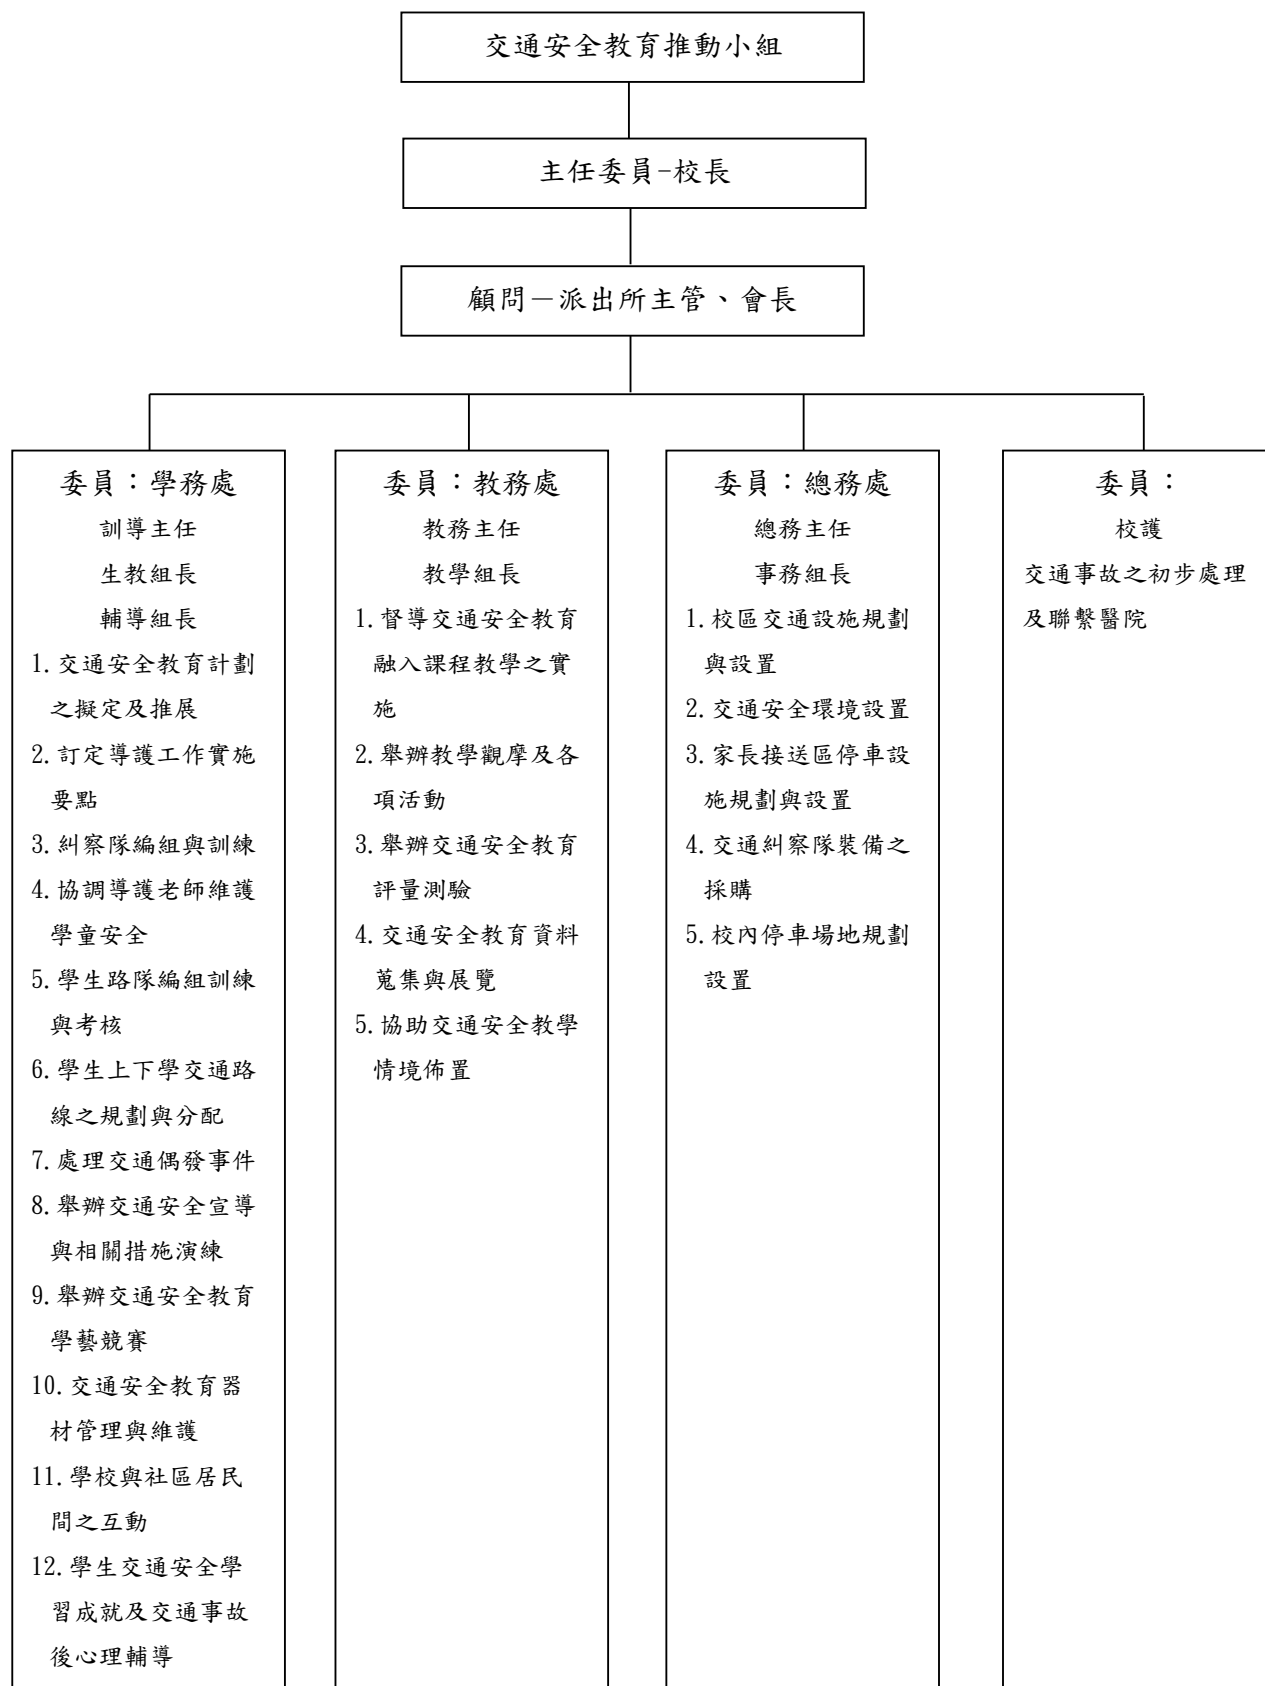 交通安全教育推動小組
主任委員-校長
顧問－派出所主管、會長
委員：學務處
訓導主任
生教組長
輔導組長
1.交通安全教育計劃
之擬定及推展
2.訂定導護工作實施
要點
3.糾察隊編組與訓練
4.協調導護老師維護
學童安全
5.學生路隊編組訓練
與考核
6.學生上下學交通路
線之規劃與分配
7.處理交通偶發事件
8.舉辦交通安全宣導
與相關措施演練
9.舉辦交通安全教育
學藝競賽
10.交通安全教育器
材管理與維護
11.學校與社區居民
間之互動
12.學生交通安全學
習成就及交通事故
後心理輔導
委員：教務處
教務主任
教學組長
1.督導交通安全教育
融入課程教學之實
施
2.舉辦教學觀摩及各
項活動
3.舉辦交通安全教育
評量測驗
4.交通安全教育資料
蒐集與展覽
5.協助交通安全教學
情境佈置
委員：總務處
總務主任
事務組長
1.校區交通設施規劃
與設置
2.交通安全環境設置
3.家長接送區停車設
施規劃與設置
4.交通糾察隊裝備之
採購
5.校內停車場地規劃
設置
委員：
校護
交通事故之初步處理
及聯繫醫院